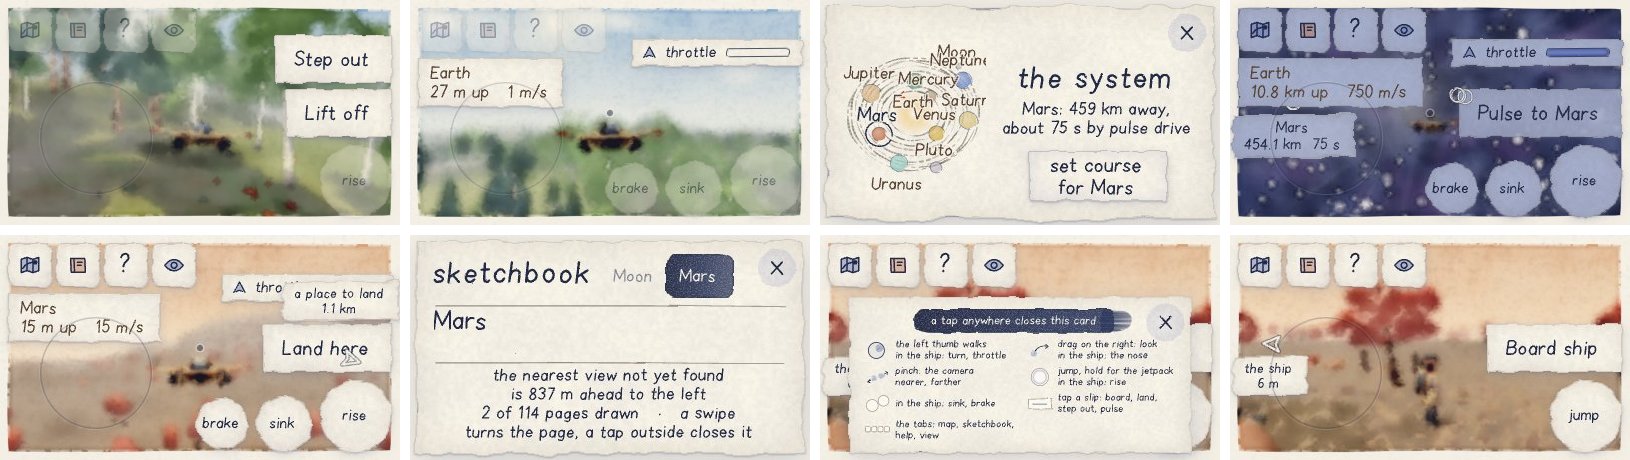 ?
Step out
Lift off
rise
?
throttle
Earth
27 m up 1 m/s
brake
sink
rise
Moon
Neptune
Jupiter
Mercury
Earth
Saturn
Mars
Venus
Pluto
Uranus
the system
Mars: 459 km away,
about 75 s by pulse drive
set course
for Mars
?
throttle
Earth
10.8 km up 750 m/s
Pulse to Mars
Mars
454.1 km 75 s
brake
sink
rise
?
a place to land
1.1 km
Mars
15 m up 15 m/s
Land here
brake
sink
rise
sketchbook
Moon
Mars
Mars
the nearest view not yet found
is 837 m ahead to the left
2 of 114 pages drawn · a swipe
turns the page, a tap outside closes it
?
a tap anywhere closes this card
the left thumb walks
in the ship: turn, throttle
drag on the right: look
in the ship: the nose
pinch: the camera
nearer, farther
jump, hold for the jetpack
in the ship: rise
in the ship: sink, brake
tap a slip: board, land,
step out, pulse
the tabs: map, sketchbook,
help, view
?
Board ship
the ship
6 m
jump